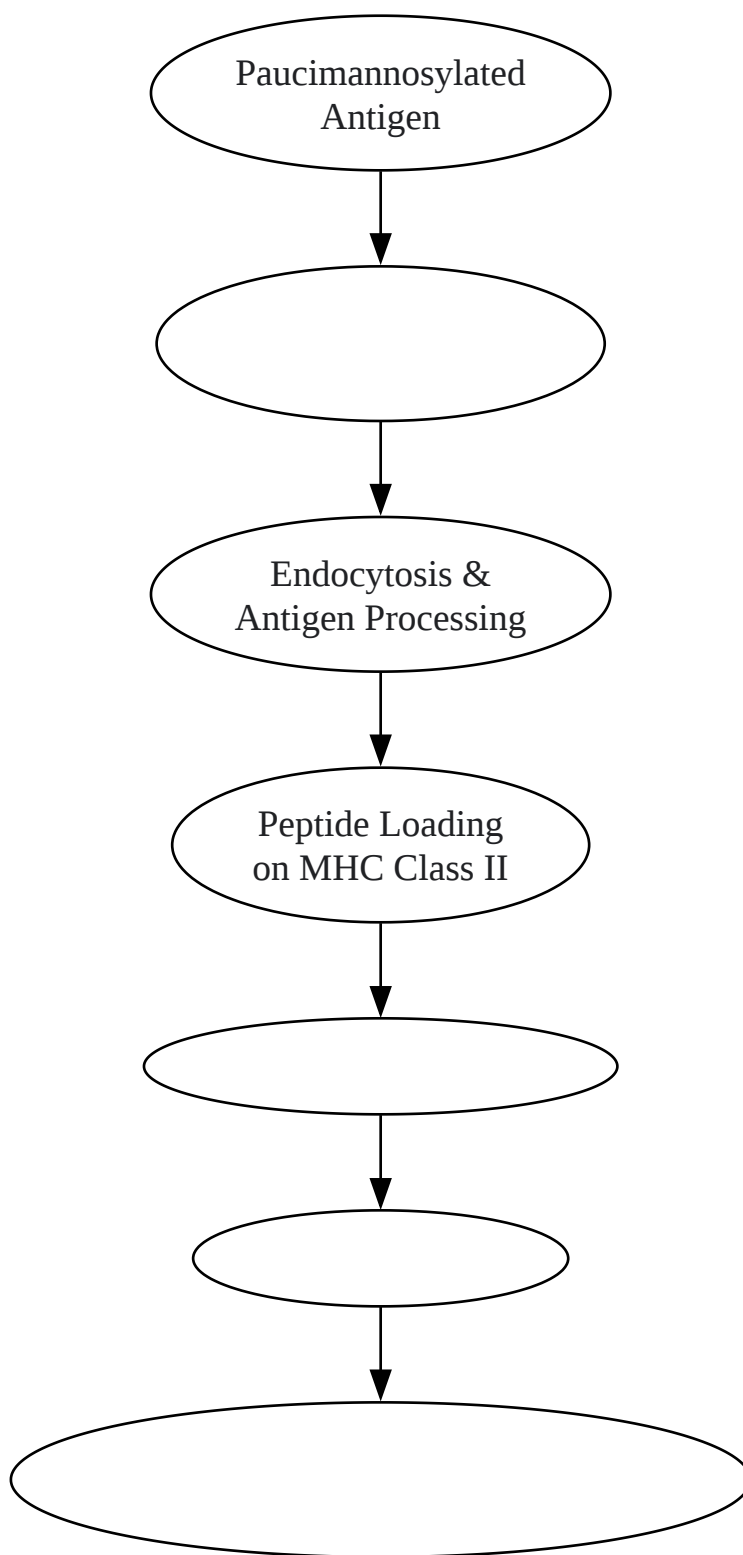 Paucimannosylated
Antigen
Endocytosis &
Antigen Processing
Peptide Loading
on MHC Class II